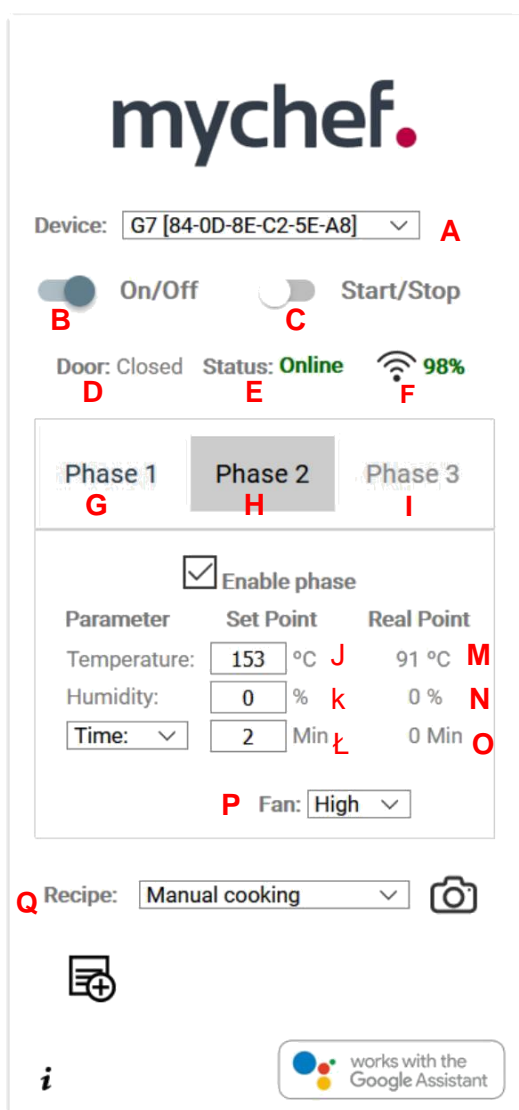 mychef.
Device: G7 [84-0D-8E-C2-5E-A8] A
On/Off Start/Stop
B C
Door: Closed Status: Online 98%
D E F
Phase 1 Phase 2 Phase 3
G H I
Enable phase
Parameter Set Point Real Point
Temperature: 153 ºC J 91 ºC M
Humidity: 0 % k 0 % N
Time: 2 Min Ł 0 Min O
P Fan: High
Q Recipe: Manual cooking
i works with the
Google Assistant